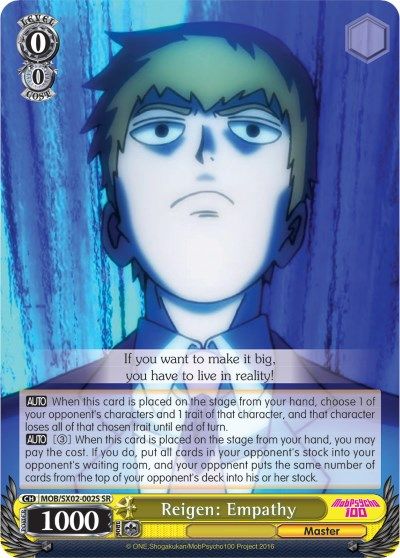 LEVEL
0
0
COST
If you want to make it big,
you have to live in reality!
AUTO When this card is placed on the stage from your hand, choose 1 of
your opponent's characters and 1 trait of that character, and that character
loses all of that chosen trait until end of turn.
AUTO [③] When this card is placed on the stage from your hand, you may
pay the cost. If you do, put all cards in your opponent's stock into your
opponent's waiting room, and your opponent puts the same number of
cards from the top of your opponent's deck into his or her stock.
CH MOB/SX02-002S SR
POWER 1000
SOUL
Reigen: Empathy
MobPsycho
100
Master
© ONE,Shogakukan/MobPsycho100 Project 2016